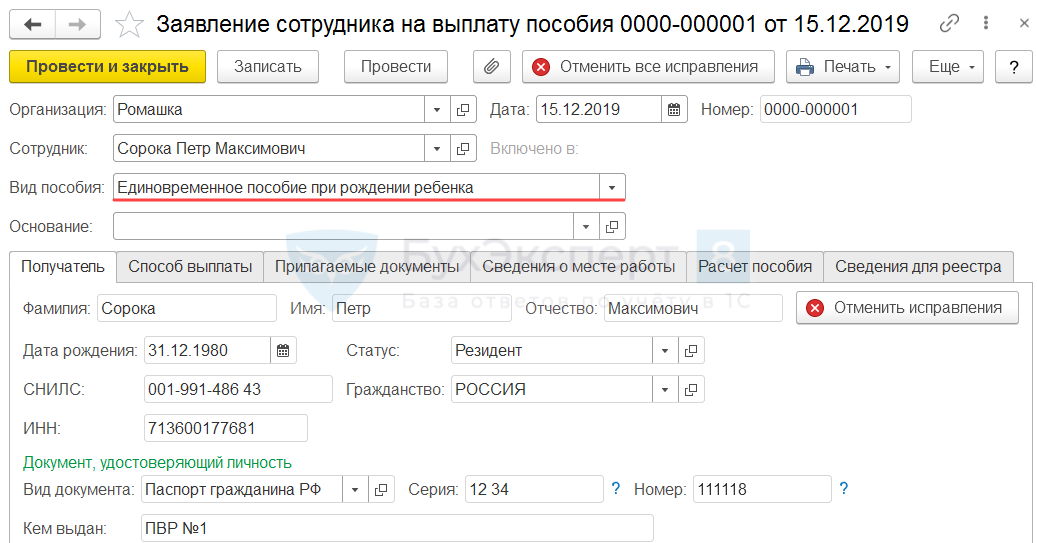 Заявление сотрудника на выплату пособия 0000-000001 от 15.12.2019
Провести и закрыть Записать Провести Отменить все исправления Печать Еще ?
Организация: Ромашка Дата: 15.12.2019 Номер: 0000-000001
Сотрудник: Сорока Петр Максимович Включено в:
Вид пособия: Единовременное пособие при рождении ребенка
Основание:
БухЭксперт 8
Получатель Способ выплаты Прилагаемые документы Сведения о месте работы Расчет пособия Сведения для реестра
База ответов по учёту в 1С
Фамилия: Сорока Имя: Петр Отчество: Максимович Отменить исправления
Дата рождения: 31.12.1980 Статус: Резидент
СНИЛС: 001-991-486 43 Гражданство: РОССИЯ
ИНН: 713600177681
Документ, удостоверяющий личность
Вид документа: Паспорт гражданина РФ Серия: 12 34 ? Номер: 111118 ?
Кем выдан: ПВР №1